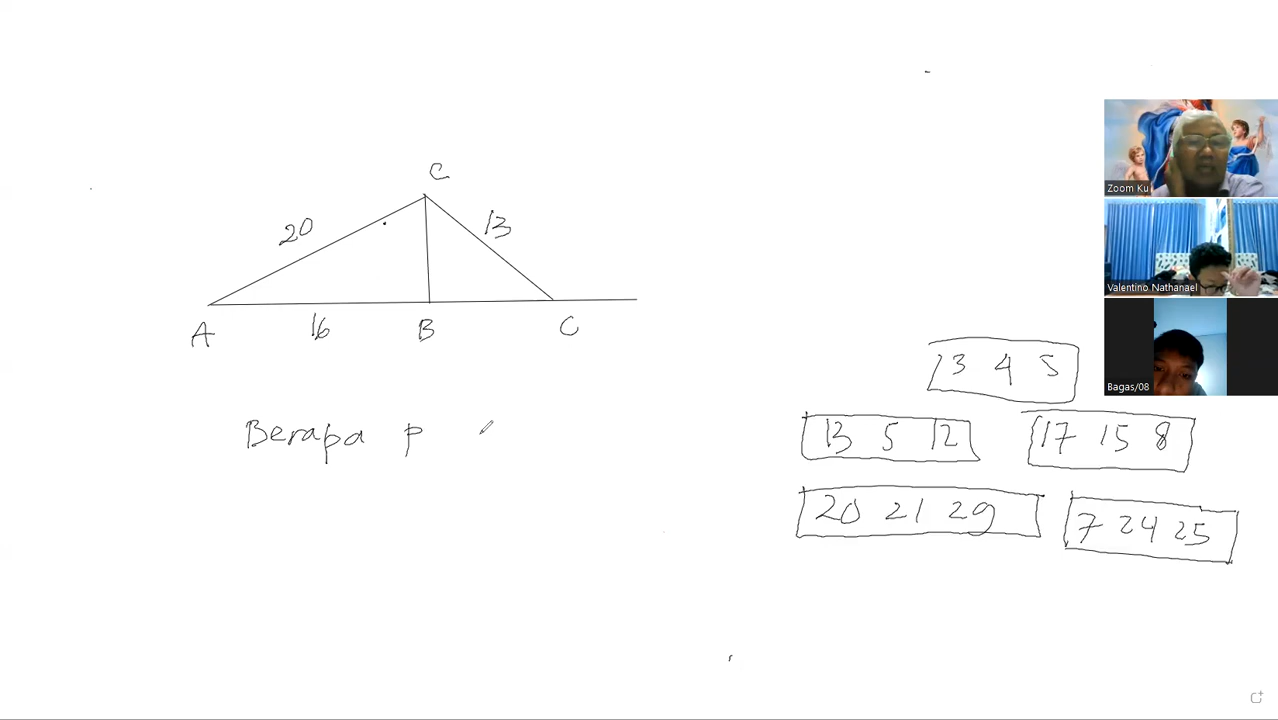 C
20
13
A
16
B
C
Berapa p
3 4 5
13 5 12
17 15 8
20 21 29
7 24 25
Zoom Ku
Valentino Nathanael
Bagas/08